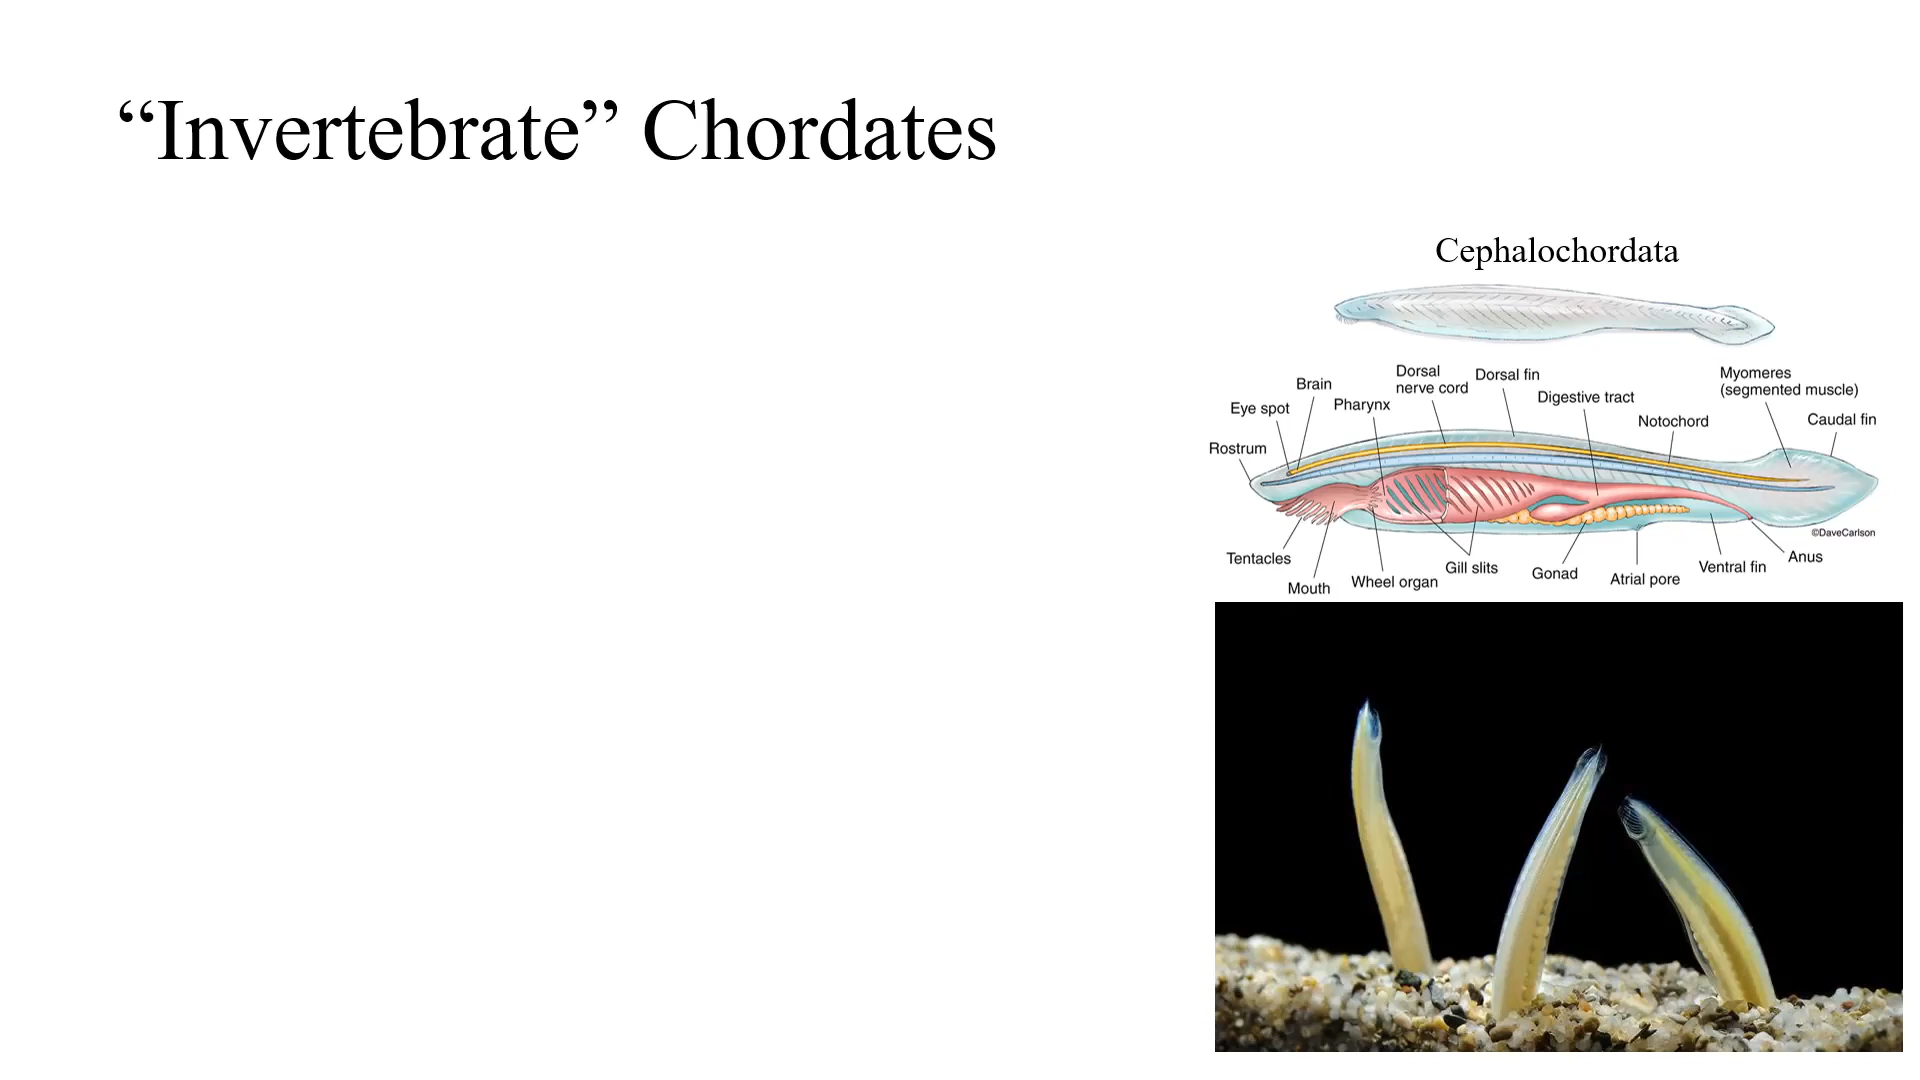 “Invertebrate” Chordates
Cephalochordata
Dorsal
nerve cord
Dorsal fin
Myomeres
(segmented muscle)
Brain
Digestive tract
Eye spot
Pharynx
Notochord
Caudal fin
Rostrum
©DaveCarlson
Tentacles
Mouth
Wheel organ
Gill slits
Gonad
Atrial pore
Ventral fin
Anus